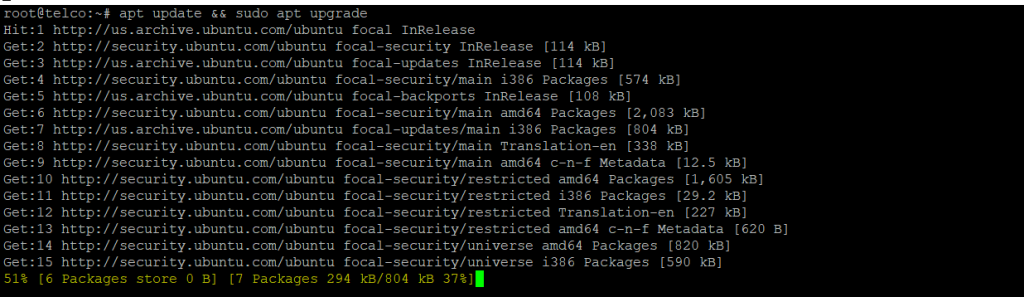 root@telco:~# apt update && sudo apt upgrade
Hit:1 http://us.archive.ubuntu.com/ubuntu focal InRelease
Get:2 http://security.ubuntu.com/ubuntu focal-security InRelease [114 kB]
Get:3 http://us.archive.ubuntu.com/ubuntu focal-updates InRelease [114 kB]
Get:4 http://security.ubuntu.com/ubuntu focal-security/main i386 Packages [574 kB]
Get:5 http://us.archive.ubuntu.com/ubuntu focal-backports InRelease [108 kB]
Get:6 http://security.ubuntu.com/ubuntu focal-security/main amd64 Packages [2,083 kB]
Get:7 http://us.archive.ubuntu.com/ubuntu focal-updates/main i386 Packages [804 kB]
Get:8 http://security.ubuntu.com/ubuntu focal-security/main Translation-en [338 kB]
Get:9 http://security.ubuntu.com/ubuntu focal-security/main amd64 c-n-f Metadata [12.5 kB]
Get:10 http://security.ubuntu.com/ubuntu focal-security/restricted amd64 Packages [1,605 kB]
Get:11 http://security.ubuntu.com/ubuntu focal-security/restricted i386 Packages [29.2 kB]
Get:12 http://security.ubuntu.com/ubuntu focal-security/restricted Translation-en [227 kB]
Get:13 http://security.ubuntu.com/ubuntu focal-security/restricted amd64 c-n-f Metadata [620 B]
Get:14 http://security.ubuntu.com/ubuntu focal-security/universe amd64 Packages [820 kB]
Get:15 http://security.ubuntu.com/ubuntu focal-security/universe i386 Packages [590 kB]
51% [6 Packages store 0 B] [7 Packages 294 kB/804 kB 37%]